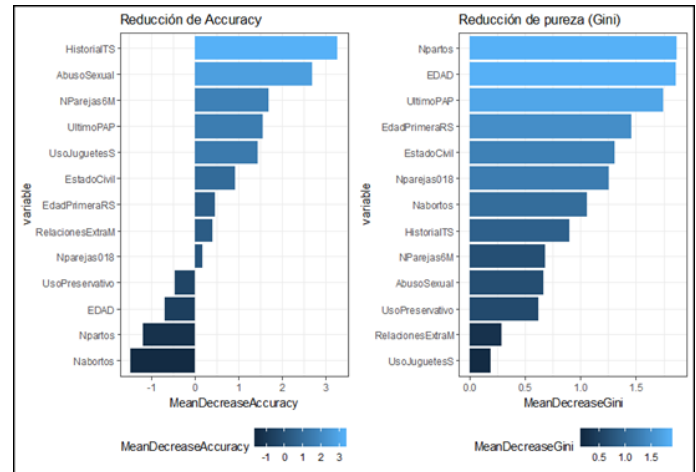 Reducción de Accuracy
HistorialTS
AbusoSexual
NParejas6M
UltimoPAP
UsoJuguetesS
EstadoCivil
EdadPrimeraRS
RelacionesExtraM
Nparejas018
UsoPreservativo
EDAD
Npartos
Nabortos
variable
-1 0 1 2 3
MeanDecreaseAccuracy
MeanDecreaseAccuracy
-1 0 1 2 3
Reducción de pureza (Gini)
Npartos
EDAD
UltimoPAP
EdadPrimeraRS
EstadoCivil
Nparejas018
Nabortos
HistorialTS
NParejas6M
AbusoSexual
UsoPreservativo
RelacionesExtraM
UsoJuguetesS
variable
0.0 0.5 1.0 1.5
MeanDecreaseGini
MeanDecreaseGini
0.5 1.0 1.5